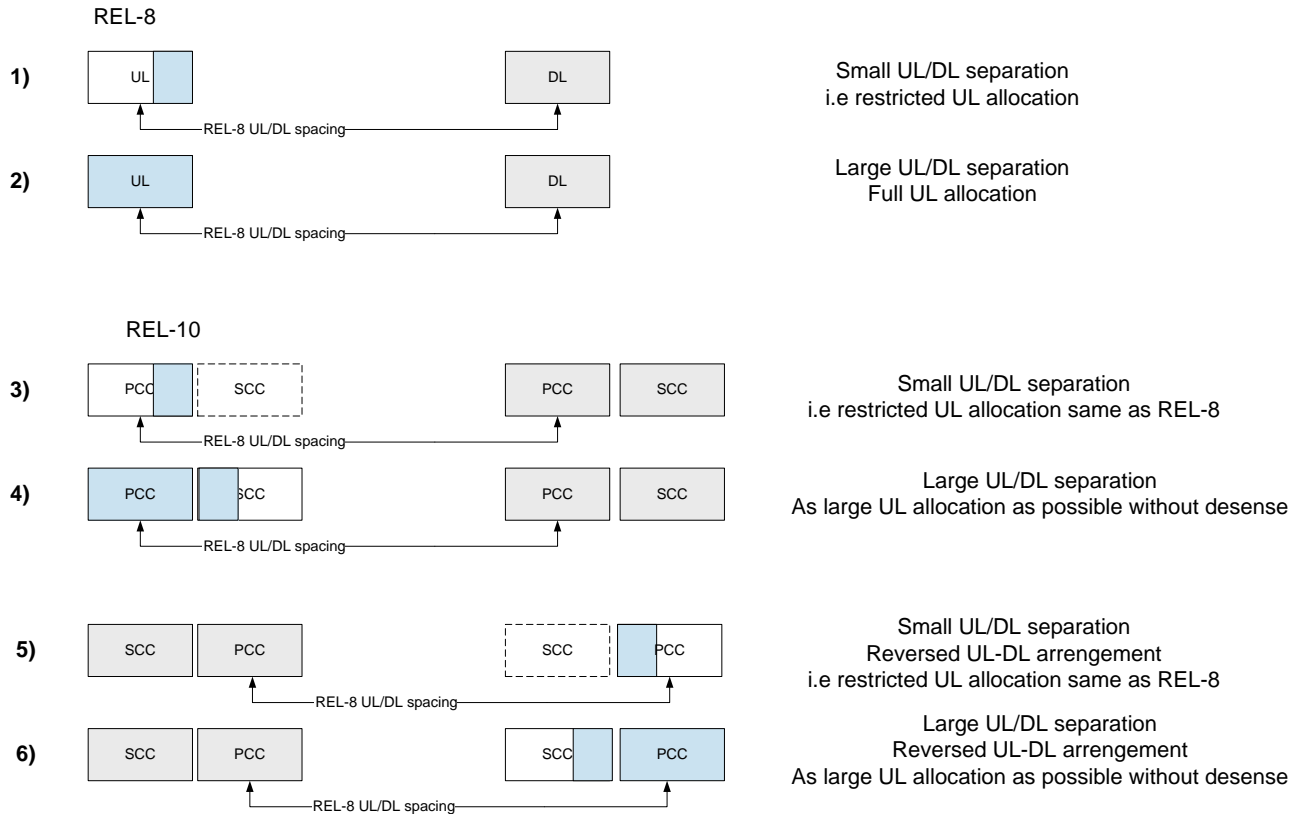 REL-8
1)
UL
DL
REL-8 UL/DL spacing
Small UL/DL separation
i.e restricted UL allocation
2)
UL
DL
REL-8 UL/DL spacing
Large UL/DL separation
Full UL allocation
REL-10
3)
PCC
SCC
PCC
SCC
REL-8 UL/DL spacing
Small UL/DL separation
i.e restricted UL allocation same as REL-8
4)
PCC
SCC
PCC
SCC
REL-8 UL/DL spacing
Large UL/DL separation
As large UL allocation as possible without desense
5)
SCC
PCC
SCC
PCC
REL-8 UL/DL spacing
Small UL/DL separation
Reversed UL-DL arrengement
i.e restricted UL allocation same as REL-8
6)
SCC
PCC
SCC
PCC
REL-8 UL/DL spacing
Large UL/DL separation
Reversed UL-DL arrengement
As large UL allocation as possible without desense